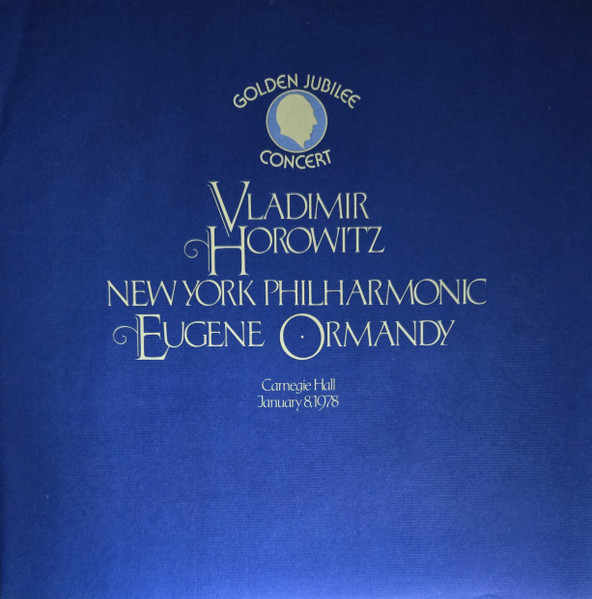 GOLDEN JUBILEE
CONCERT
VLADIMIR
HOROWITZ
NEW YORK PHILHARMONIC
EUGENE ORMANDY
Carnegie Hall
January 8, 1978